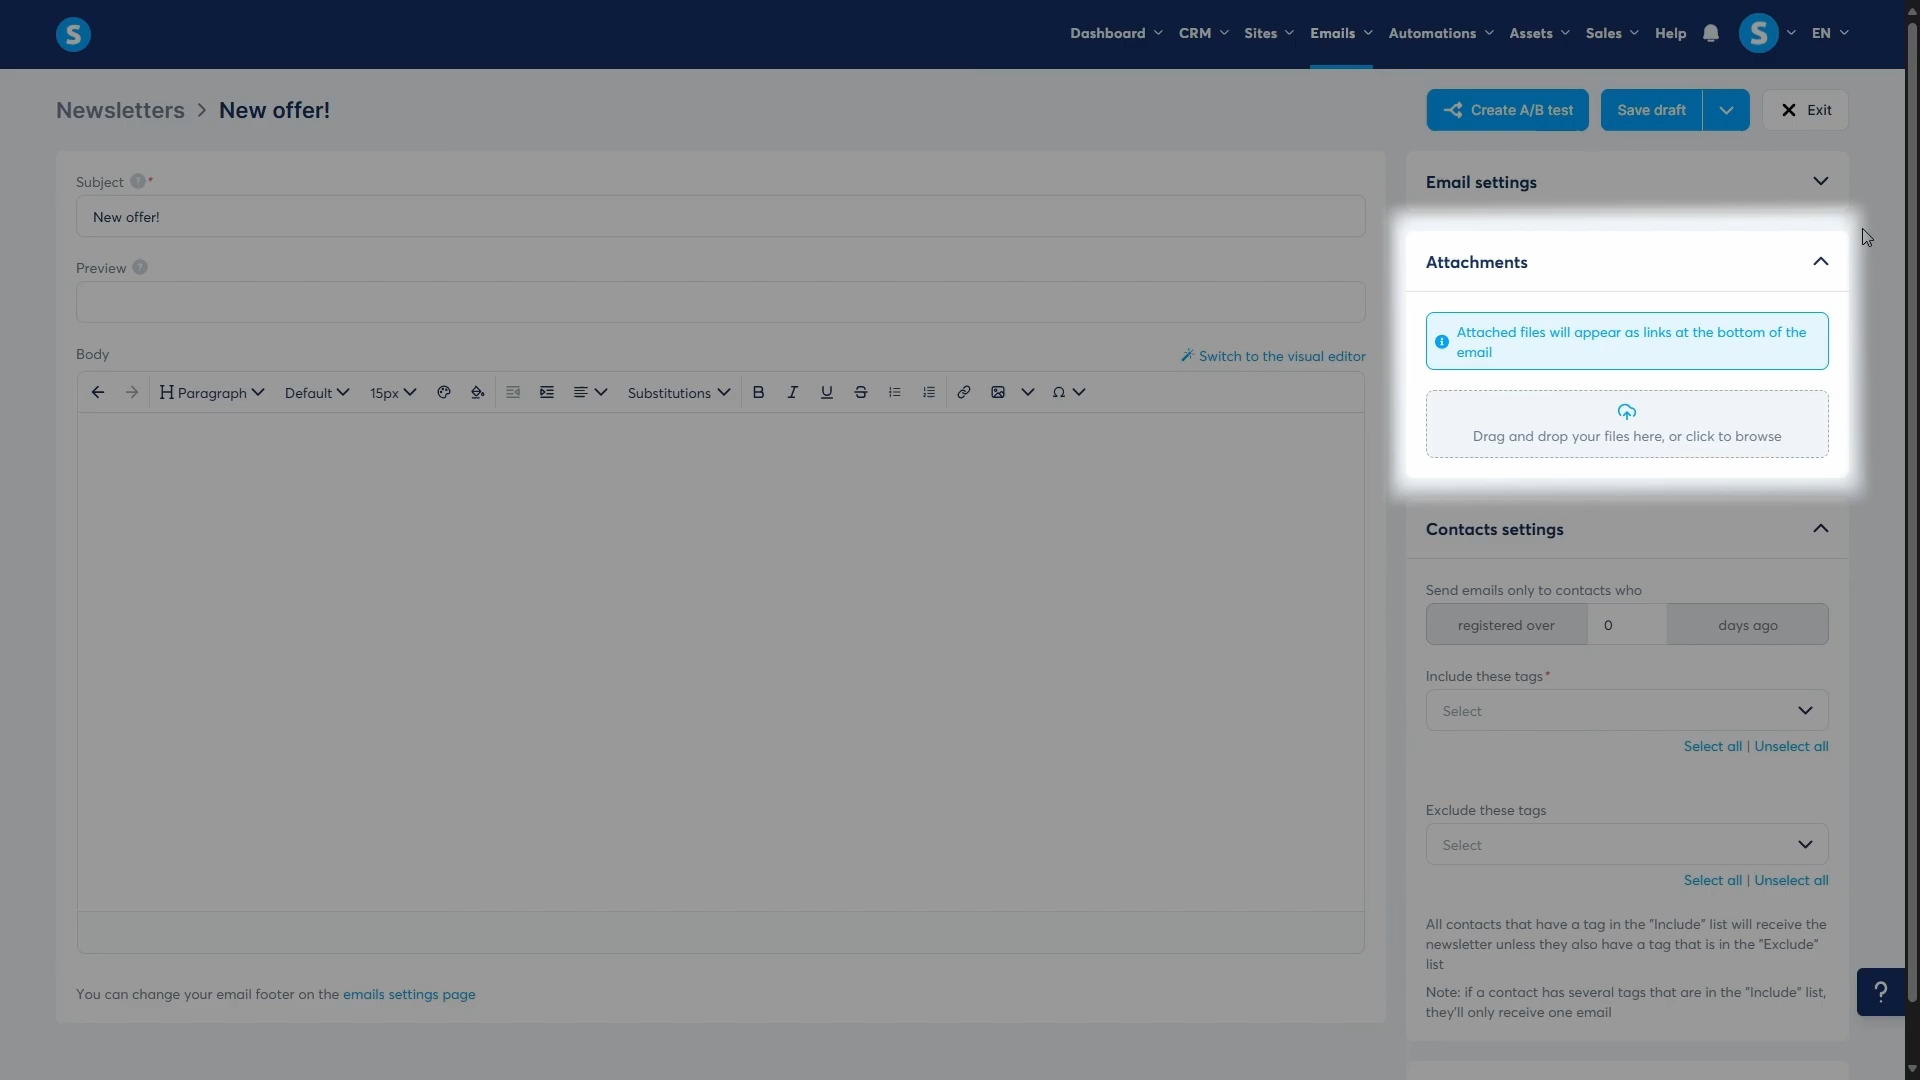 S
Dashboard
CRM
Sites
Emails
Automations
Assets
Sales
Help
S
EN
Newsletters > New offer!
Create A/B test
Save draft
Exit
Subject ? *
New offer!
Preview ?
Body
Switch to the visual editor
H Paragraph
Default
15px
Substitutions
B
I
U
S
Ω
You can change your email footer on the emails settings page
Email settings
Attachments
Attached files will appear as links at the bottom of the
email
Drag and drop your files here, or click to browse
Contacts settings
Send emails only to contacts who
registered over
0
days ago
Include these tags *
Select
Select all | Unselect all
Exclude these tags
Select
Select all | Unselect all
All contacts that have a tag in the "Include" list will receive the
newsletter unless they also have a tag that is in the "Exclude"
list
Note: if a contact has several tags that are in the "Include" list,
they'll only receive one email
?